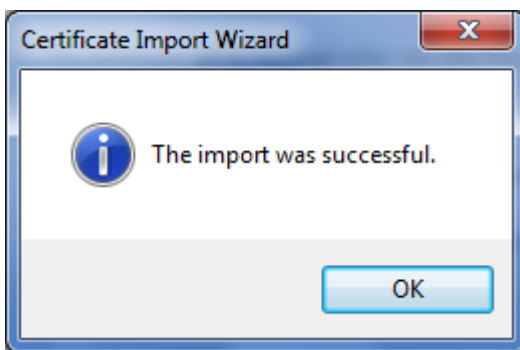 Certificate Import Wizard
The import was successful.
OK